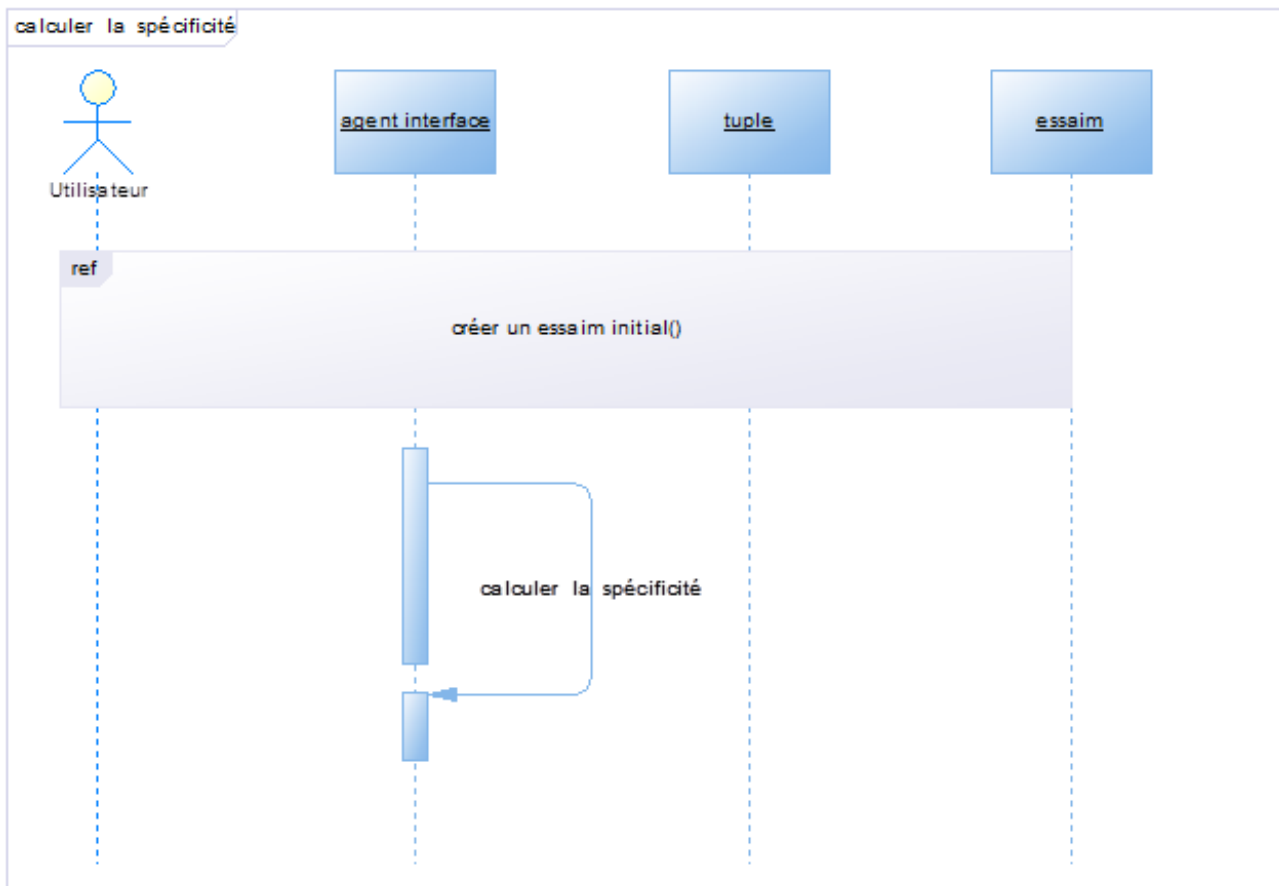 calculer la spécificité
Utilisateur
agent interface
tuple
essaim
ref
créer un essaim initial()
calculer la spécificité